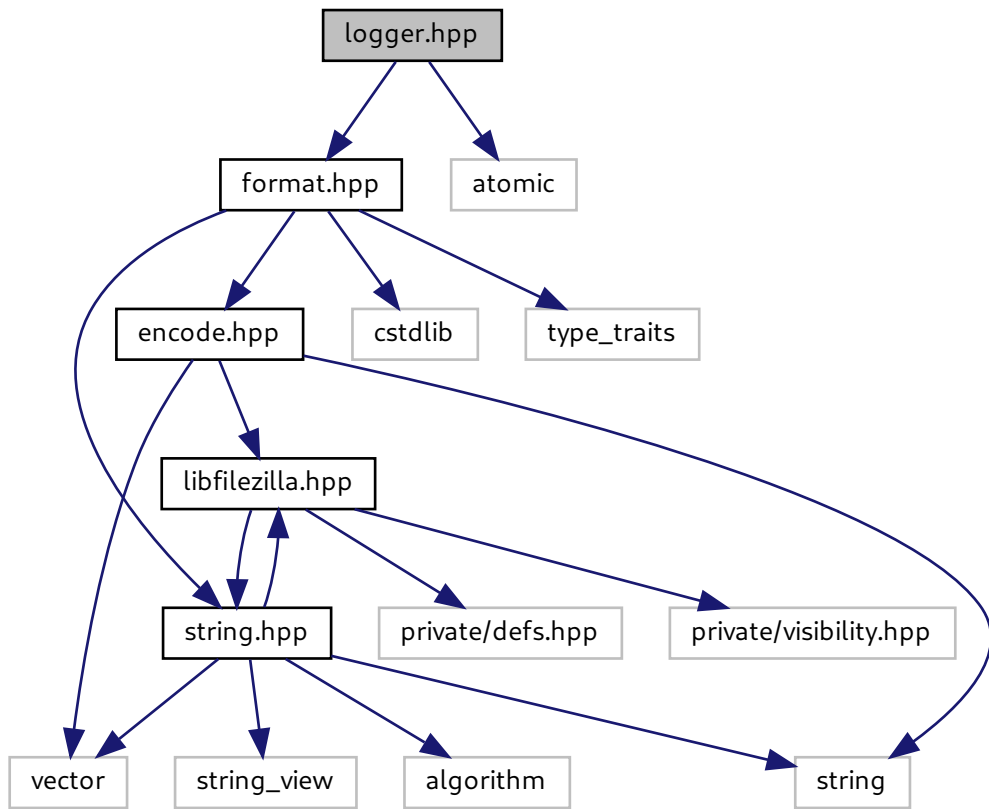 logger.hpp
format.hpp
atomic
encode.hpp
cstdlib
type_traits
libfilezilla.hpp
string.hpp
private/defs.hpp
private/visibility.hpp
vector
string_view
algorithm
string